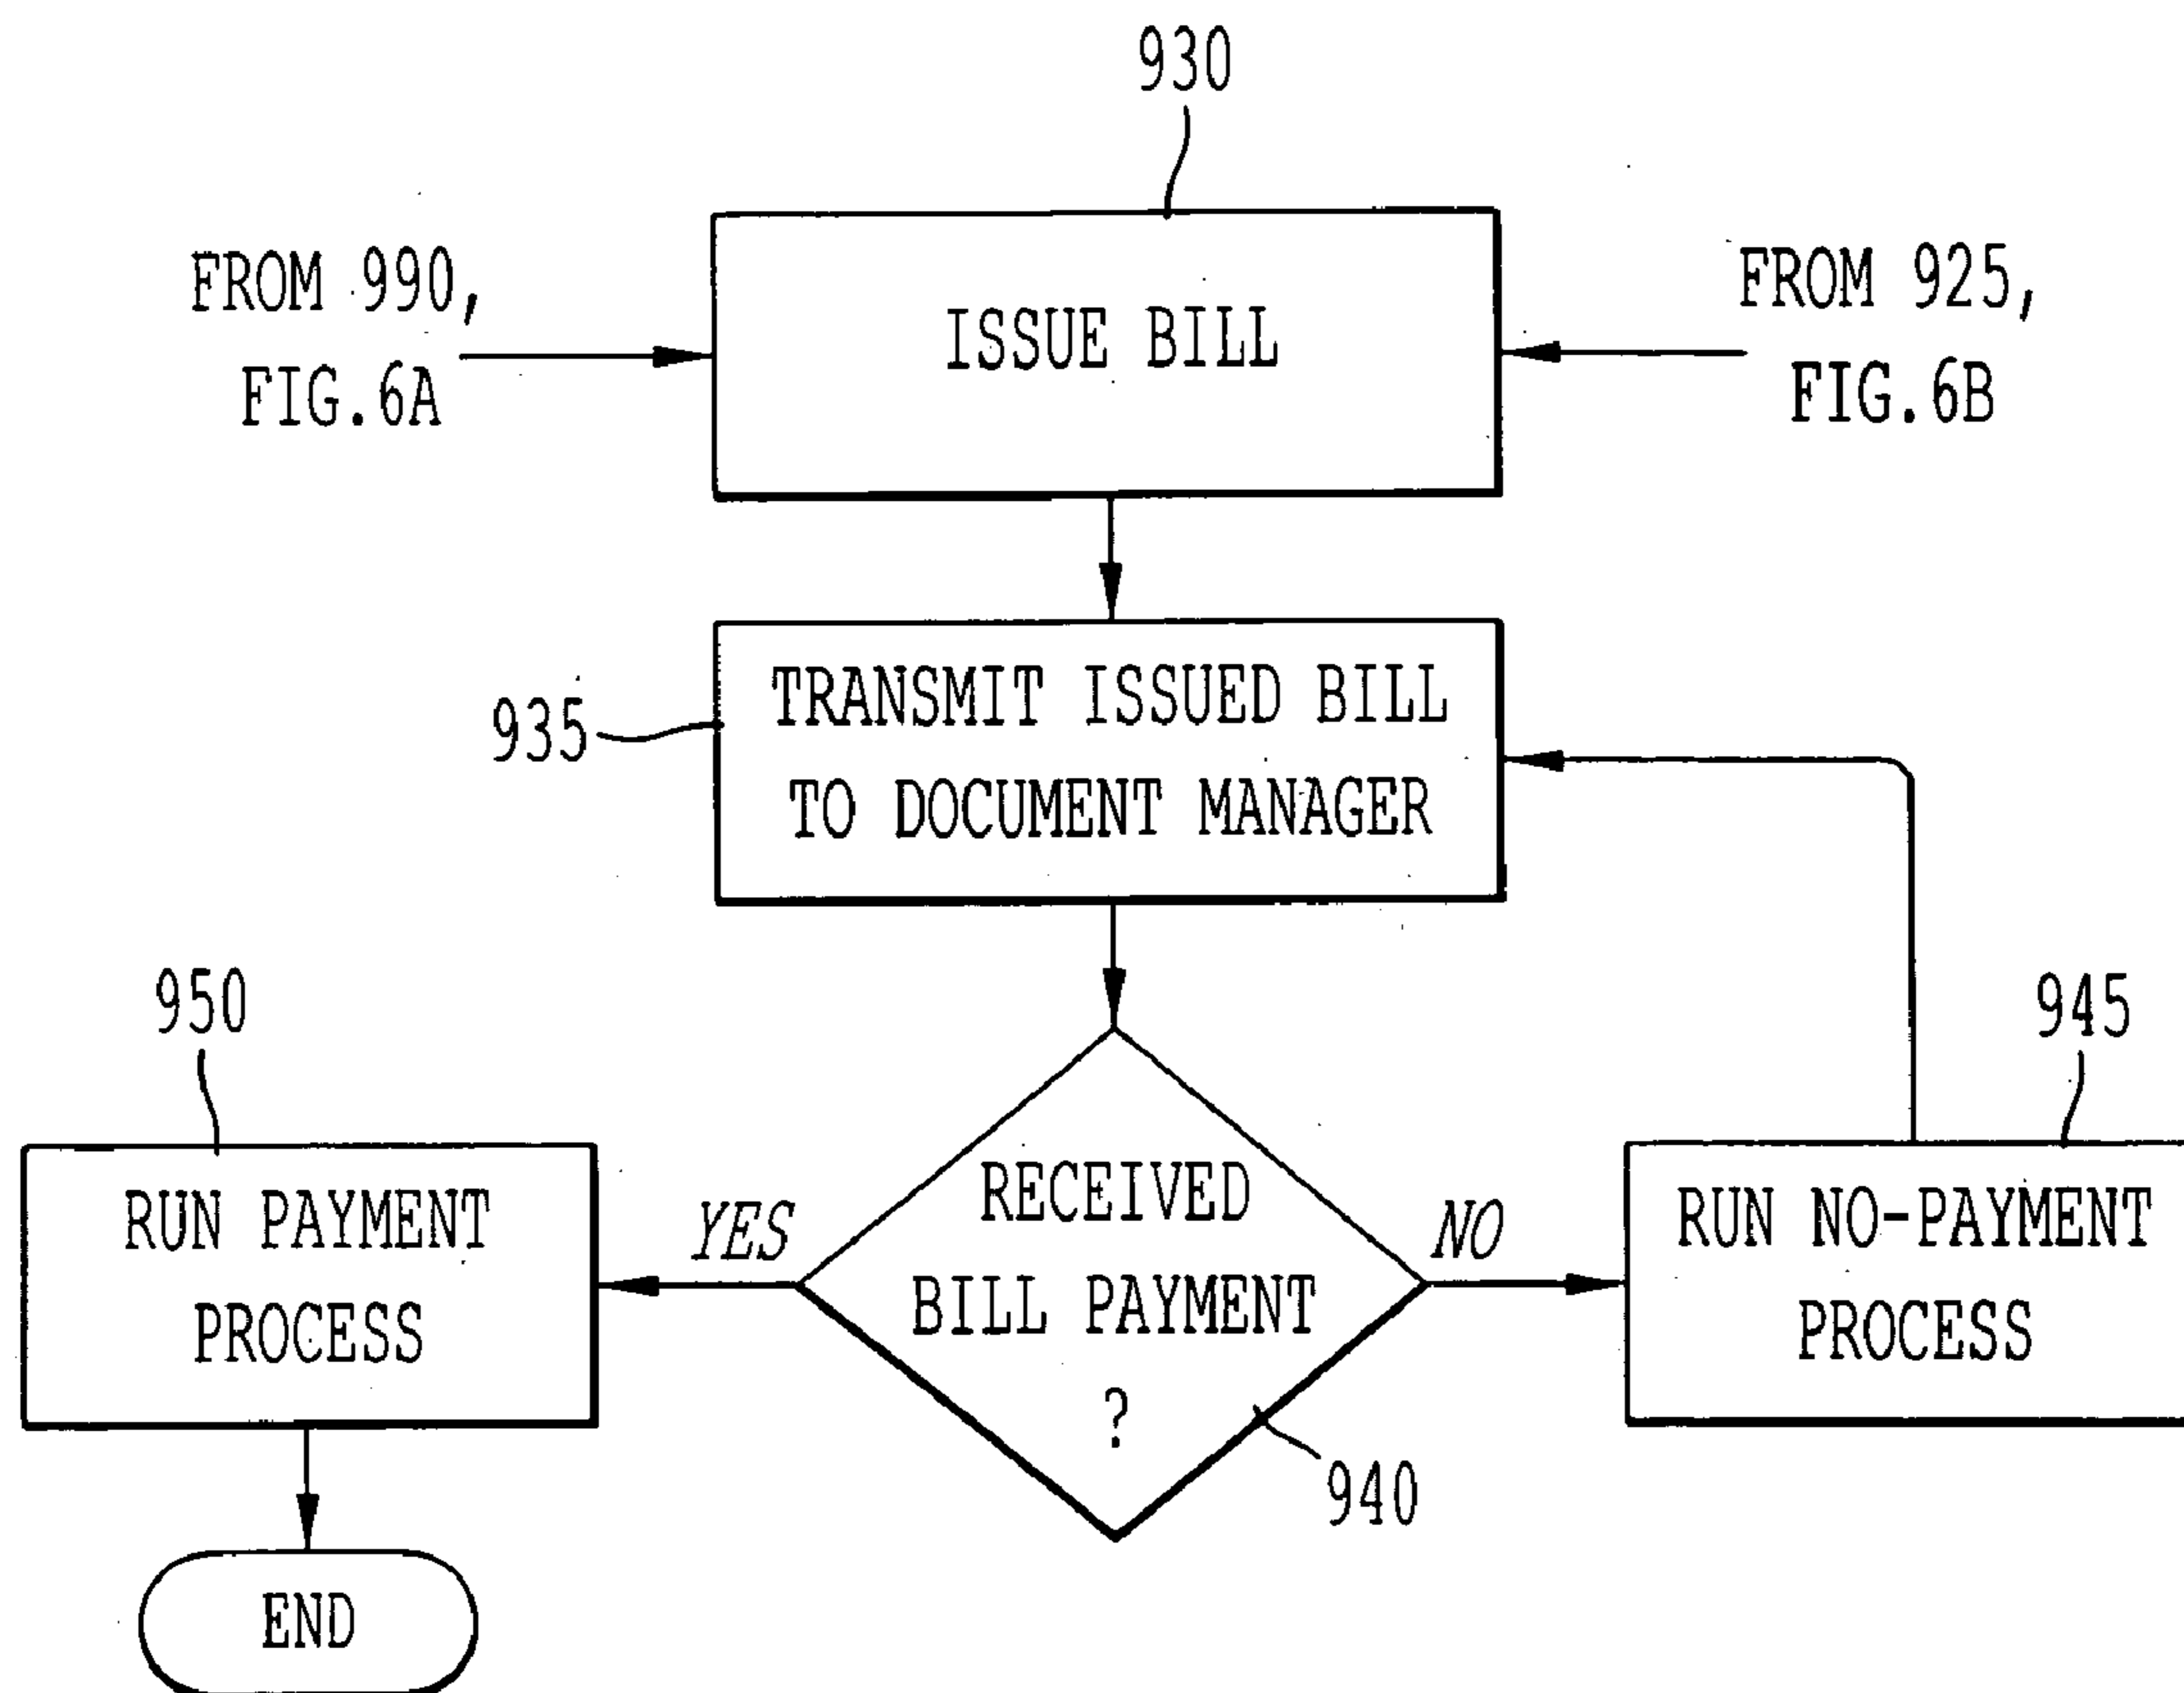 930
FROM 990,
FIG.6A
ISSUE BILL
FROM 925,
FIG.6B
935
TRANSMIT ISSUED BILL
TO DOCUMENT MANAGER
950
945
RUN PAYMENT
PROCESS
YES
RECEIVED
BILL PAYMENT
?
NO
RUN NO-PAYMENT
PROCESS
940
END